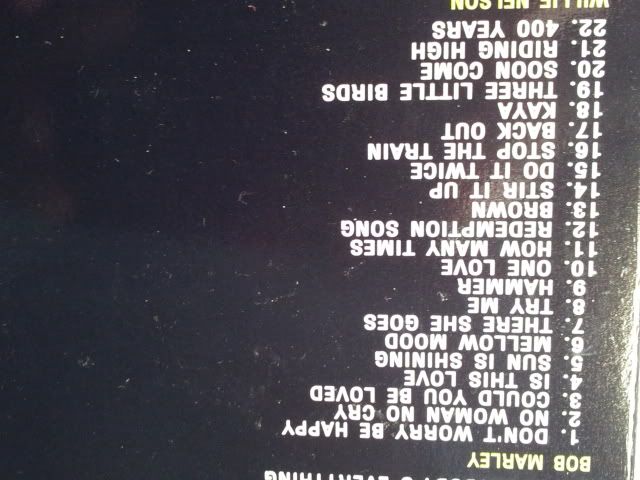 EVERYTHING
BOB MARLEY
1. DON'T WORRY BE HAPPY
2. NO WOMAN NO CRY
3. COULD YOU BE LOVED
4. IS THIS LOVE
5. SUN IS SHINING
6. MELLOW MOOD
7. THERE SHE GOES
8. TRY ME
9. HAMMER
10. ONE LOVE
11. HOW MANY TIMES
12. REDEMPTION SONG
13. BROWN
14. STIR IT UP
15. DO IT TWICE
16. STOP THE TRAIN
17. BACK OUT
18. KAYA
19. THREE LITTLE BIRDS
20. SOON COME
21. RIDING HIGH
22. 400 YEARS
WILLIE NELSON